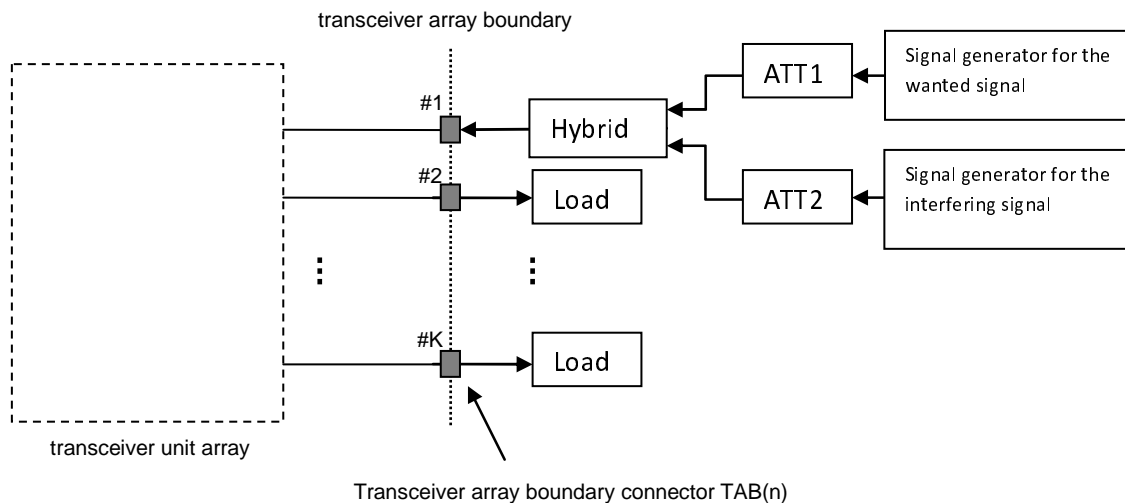 transceiver array boundary
Signal generator for the
wanted signal
ATT1
#1
Hybrid
#2
Load
Signal generator for the
interfering signal
ATT2
#K
Load
transceiver unit array
Transceiver array boundary connector TAB(n)